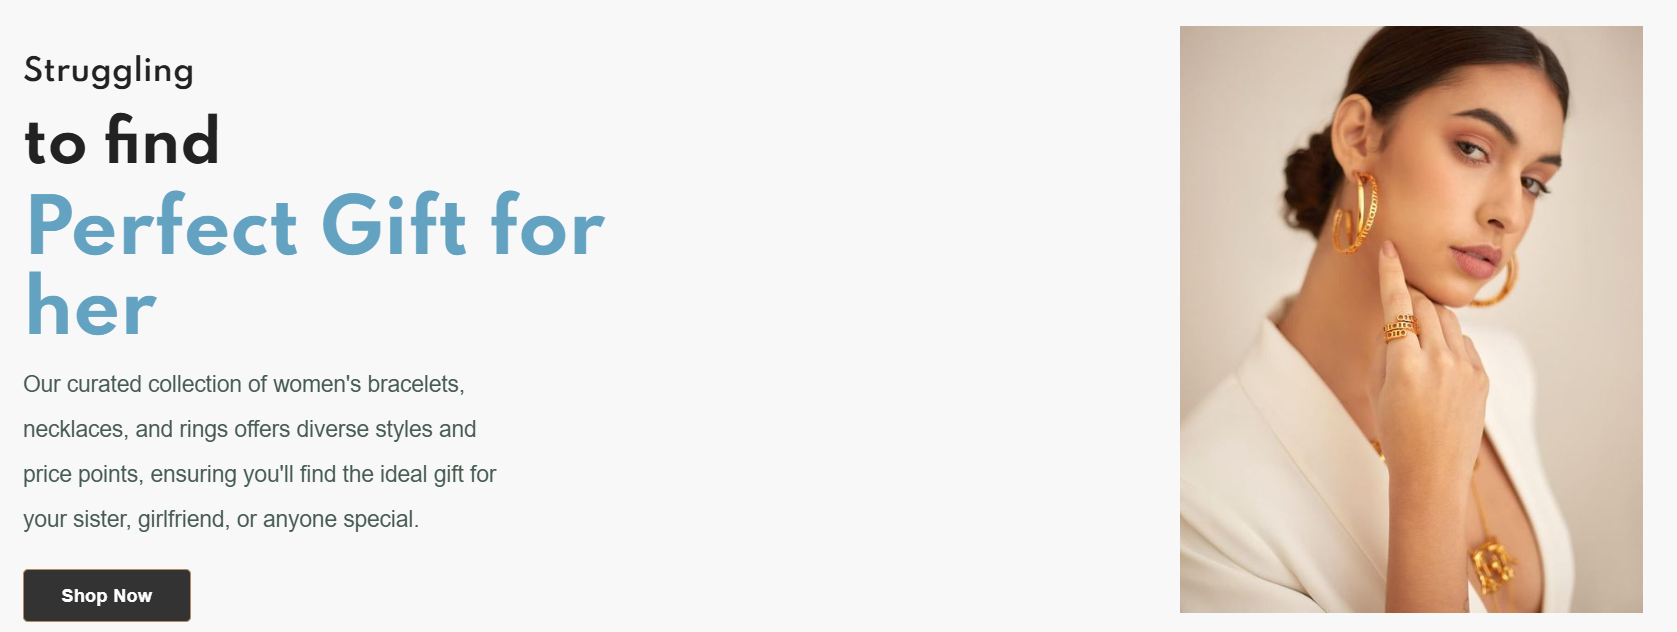 Struggling
to find
Perfect Gift for
her
Our curated collection of women's bracelets,
necklaces, and rings offers diverse styles and
price points, ensuring you'll find the ideal gift for
your sister, girlfriend, or anyone special.
Shop Now